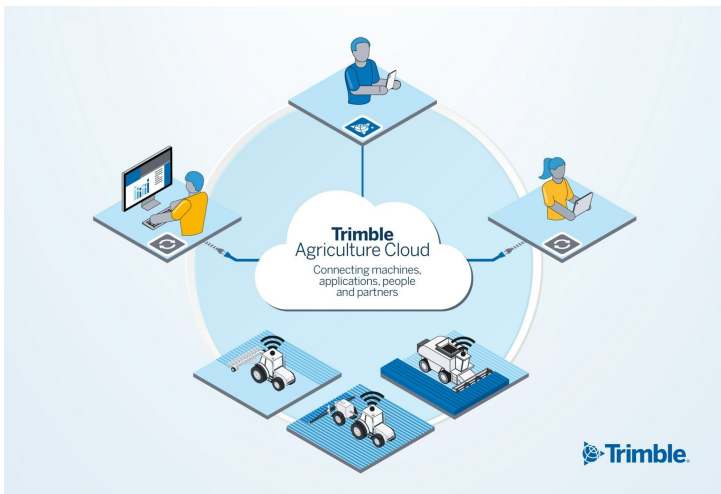 Trimble
Agriculture Cloud
Connecting machines,
applications, people
and partners
Trimble.